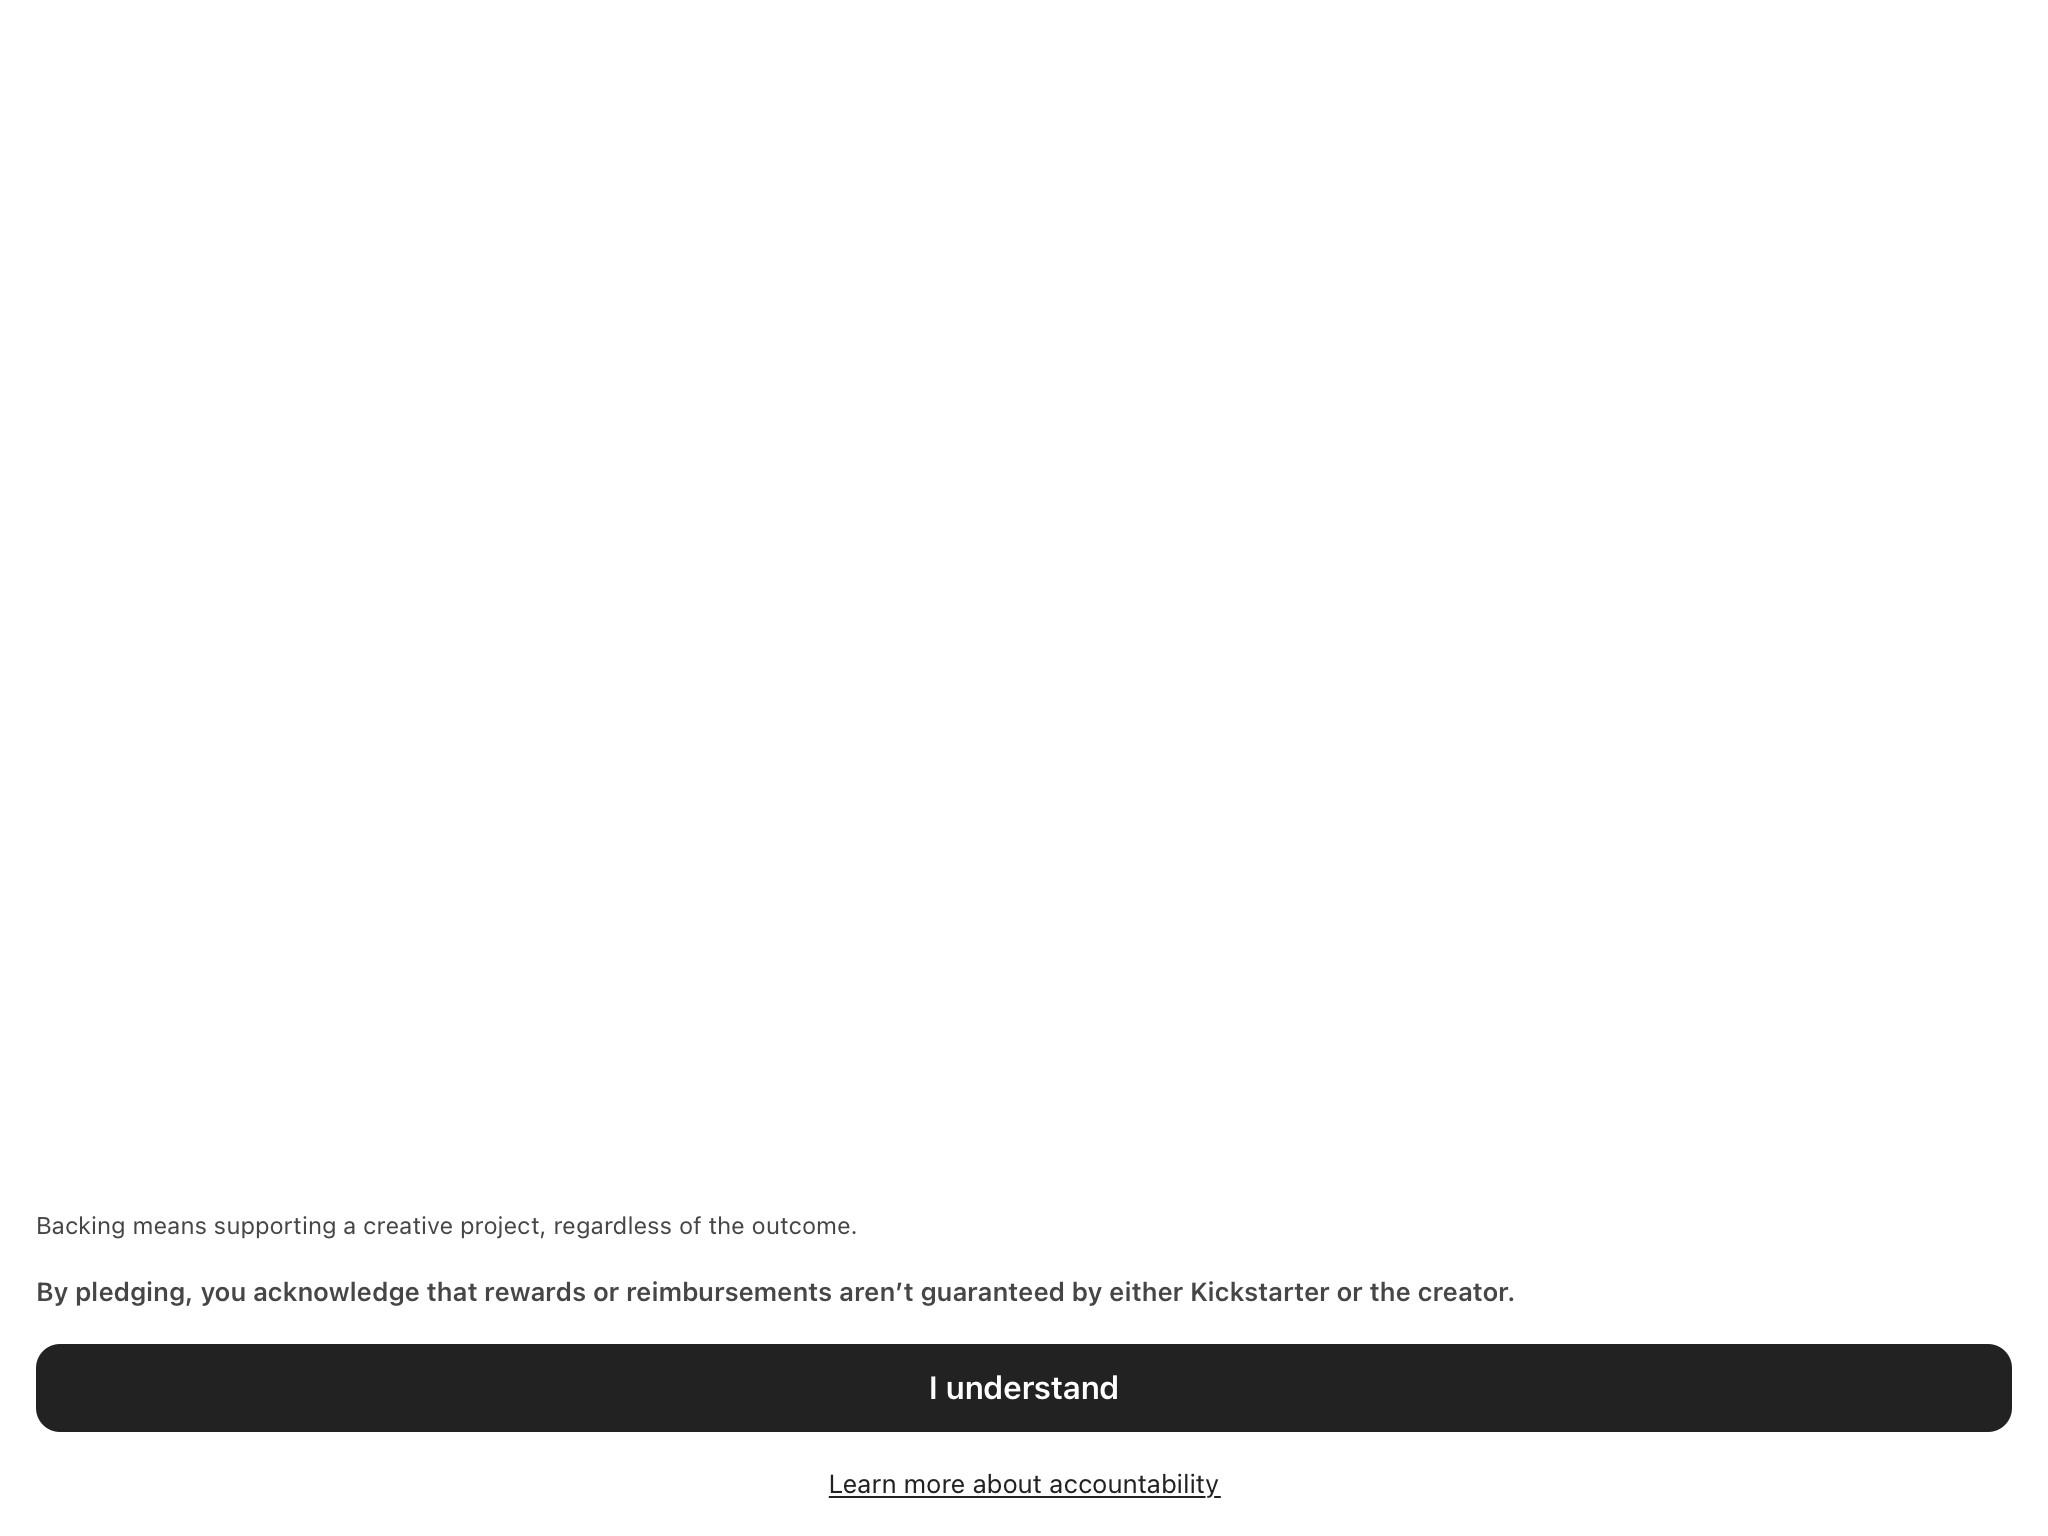 Backing means supporting a creative project, regardless of the outcome.
By pledging, you acknowledge that rewards or reimbursements aren’t guaranteed by either Kickstarter or the creator.
I understand
Learn more about accountability